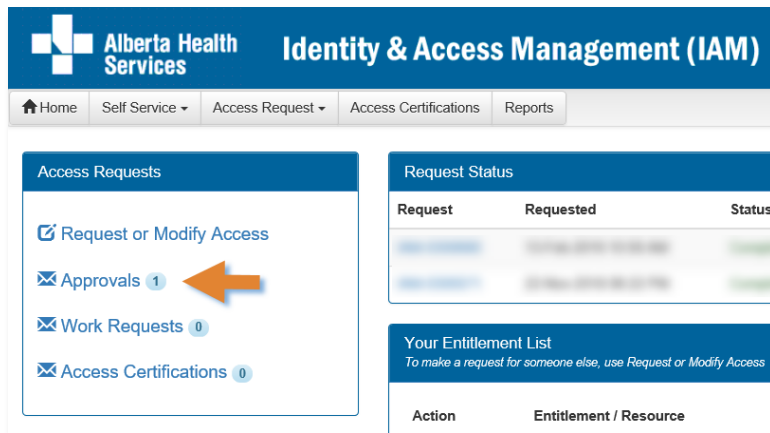 Alberta Health
Services
Identity & Access Management (IAM)
Home Self Service Access Request Access Certifications Reports
Access Requests
Request or Modify Access
Approvals 1
Work Requests 0
Access Certifications 0
Request Status
Request Requested Status
Your Entitlement List
To make a request for someone else, use Request or Modify Access
Action Entitlement / Resource